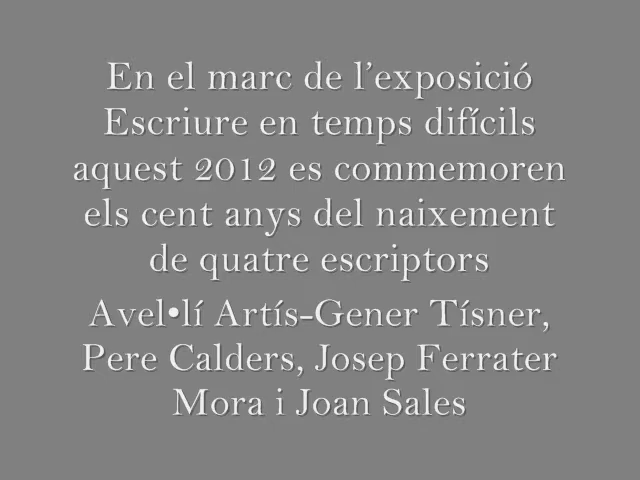 En el marc de l’exposició
Escriure en temps difícils
aquest 2012 es commemoren
els cent anys del naixement
de quatre escriptors
Avel•lí Artís-Gener Tísner,
Pere Calders, Josep Ferrater
Mora i Joan Sales